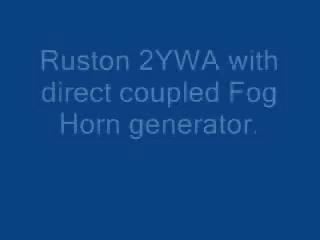 Ruston 2YWA with
direct coupled Fog
Horn generator.